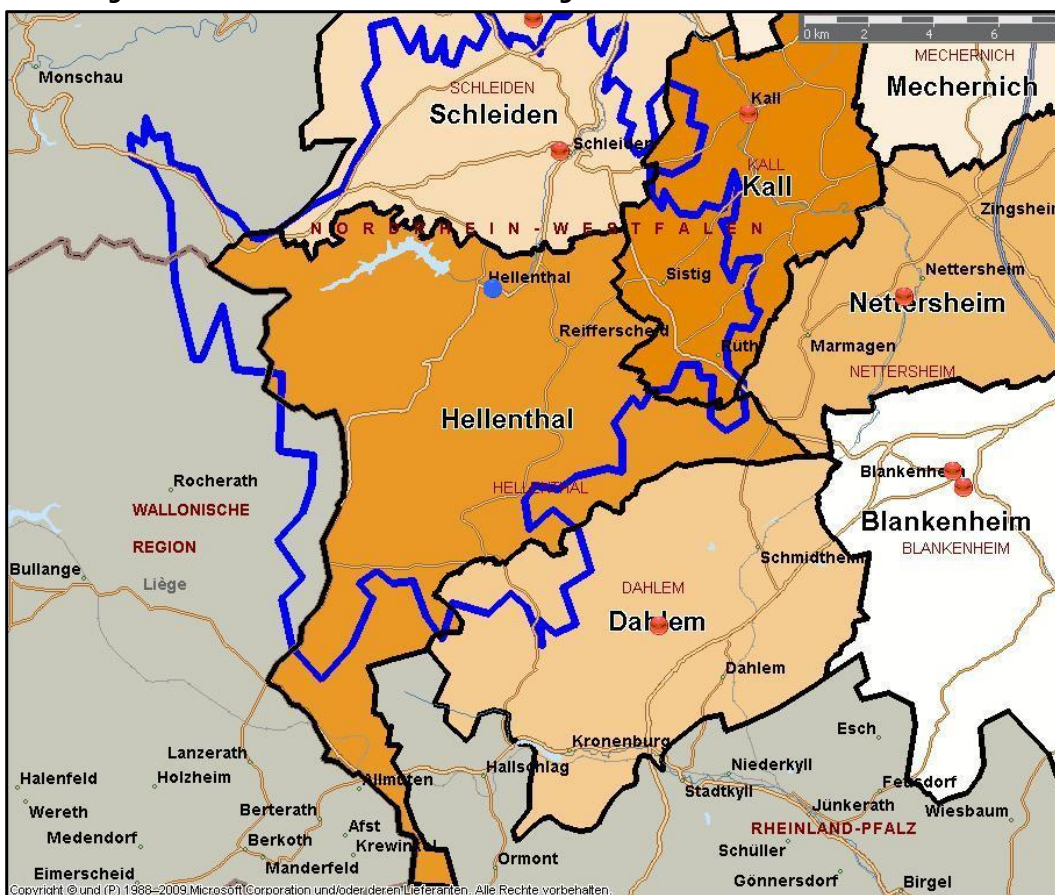 0 km 2 4 6
MECHERNICH
Mechernich
Monschau
SCHLEIDEN
Schleiden
Schleiden
Kall
KALL
Kall
NORDRHEIN-WESTFALEN
Zingsheim
Hellenthal
Sistig
Nettersheim
Nettersheim
Reifferscheid
Rüth
Marmagen
NETTERSHEIM
Hellenthal
Rocherath
HELLENTHAL
Blankenheim
WALLONISCHE
REGION
Blankenheim
BLANKENHEIM
Bullange
Liège
Schmidtheim
DAHLEM
Dahlem
Dahlem
Esch
Kronenburg
Lanzerath
Hallschlag
Niederkyll
Halenfeld
Holzheim
Allmuten
Stadtkyll
Feusdorf
Wereth
Berterath
Jünkerath
Wiesbaum
Medendorf
Afst
RHEINLAND-PFALZ
Berkoth
Krewinkel
Schüller
Eimerscheid
Manderfeld
Ormont
Gönnersdorf
Birgel
Copyright © und (P) 1988–2009 Microsoft Corporation und/oder deren Lieferanten. Alle Rechte vorbehalten.